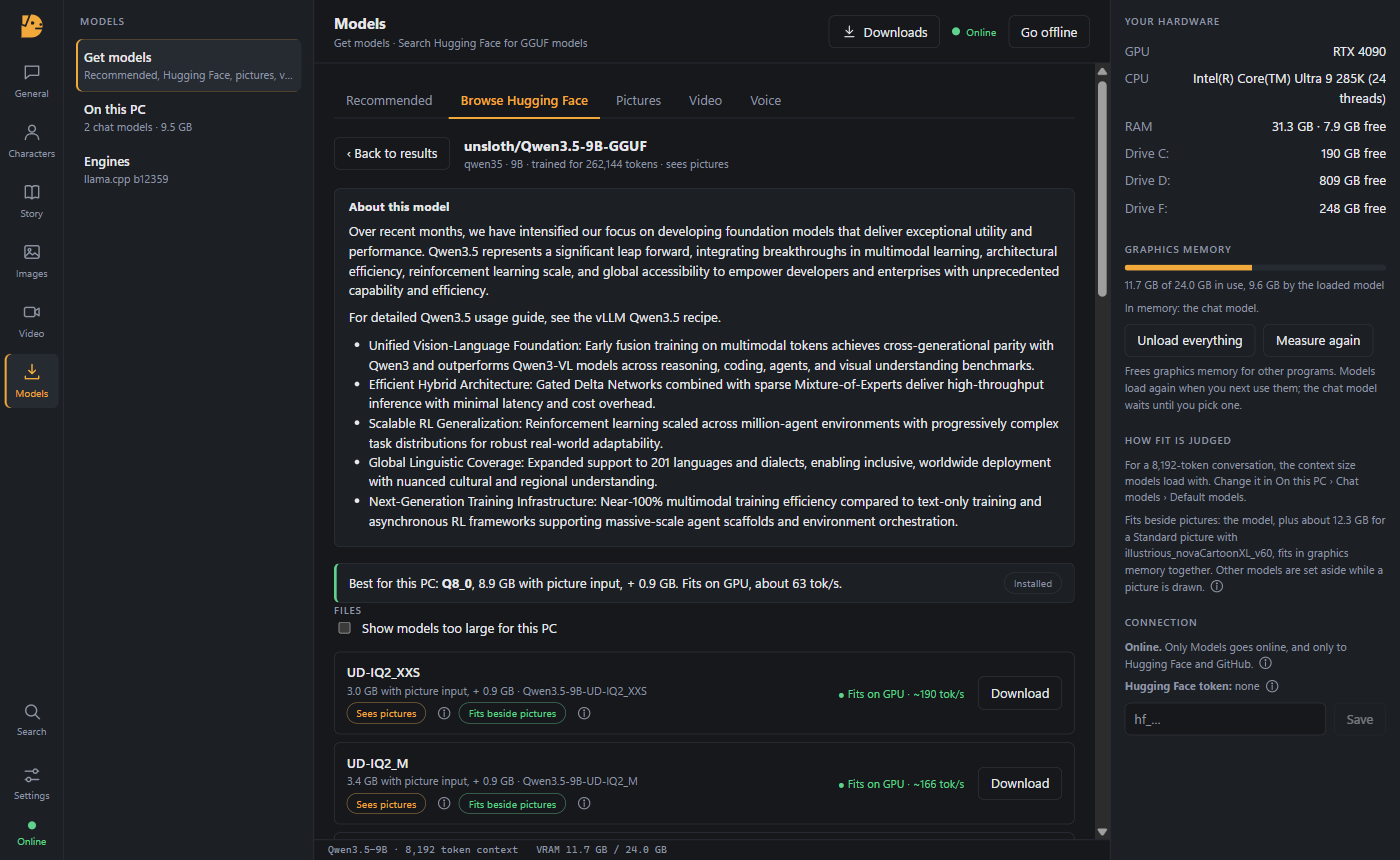 MODELS
Get models
Recommended, Hugging Face, pictures, v...
On this PC
2 chat models · 9.5 GB
Engines
llama.cpp b12359
General
Characters
Story
Images
Video
Models
Search
Settings
Online
Models
Get models · Search Hugging Face for GGUF models
Downloads
Online
Go offline
Recommended
Browse Hugging Face
Pictures
Video
Voice
‹ Back to results
unsloth/Qwen3.5-9B-GGUF
qwen35 · 9B · trained for 262,144 tokens · sees pictures
About this model
Over recent months, we have intensified our focus on developing foundation models that deliver exceptional utility and
performance. Qwen3.5 represents a significant leap forward, integrating breakthroughs in multimodal learning, architectural
efficiency, reinforcement learning scale, and global accessibility to empower developers and enterprises with unprecedented
capability and efficiency.
For detailed Qwen3.5 usage guide, see the vLLM Qwen3.5 recipe.
• Unified Vision-Language Foundation: Early fusion training on multimodal tokens achieves cross-generational parity with
Qwen3 and outperforms Qwen3-VL models across reasoning, coding, agents, and visual understanding benchmarks.
• Efficient Hybrid Architecture: Gated Delta Networks combined with sparse Mixture-of-Experts deliver high-throughput
inference with minimal latency and cost overhead.
• Scalable RL Generalization: Reinforcement learning scaled across million-agent environments with progressively complex
task distributions for robust real-world adaptability.
• Global Linguistic Coverage: Expanded support to 201 languages and dialects, enabling inclusive, worldwide deployment
with nuanced cultural and regional understanding.
• Next-Generation Training Infrastructure: Near-100% multimodal training efficiency compared to text-only training and
asynchronous RL frameworks supporting massive-scale agent scaffolds and environment orchestration.
Best for this PC: Q8_0, 8.9 GB with picture input, + 0.9 GB. Fits on GPU, about 63 tok/s.
Installed
FILES
Show models too large for this PC
UD-IQ2_XXS
3.0 GB with picture input, + 0.9 GB · Qwen3.5-9B-UD-IQ2_XXS
Sees pictures
Fits beside pictures
Fits on GPU · ~190 tok/s
Download
UD-IQ2_M
3.4 GB with picture input, + 0.9 GB · Qwen3.5-9B-UD-IQ2_M
Sees pictures
Fits beside pictures
Fits on GPU · ~166 tok/s
Download
Qwen3.5-9B · 8,192 token context VRAM 11.7 GB / 24.0 GB
YOUR HARDWARE
GPU RTX 4090
CPU Intel(R) Core(TM) Ultra 9 285K (24
threads)
RAM 31.3 GB · 7.9 GB free
Drive C: 190 GB free
Drive D: 809 GB free
Drive F: 248 GB free
GRAPHICS MEMORY
11.7 GB of 24.0 GB in use, 9.6 GB by the loaded model
In memory: the chat model.
Unload everything
Measure again
Frees graphics memory for other programs. Models
load again when you next use them; the chat model
waits until you pick one.
HOW FIT IS JUDGED
For a 8,192-token conversation, the context size
models load with. Change it in On this PC › Chat
models › Default models.
Fits beside pictures: the model, plus about 12.3 GB for
a Standard picture with
illustrious_novaCartoonXL_v60, fits in graphics
memory together. Other models are set aside while a
picture is drawn.
CONNECTION
Online. Only Models goes online, and only to
Hugging Face and GitHub.
Hugging Face token: none
hf_...
Save